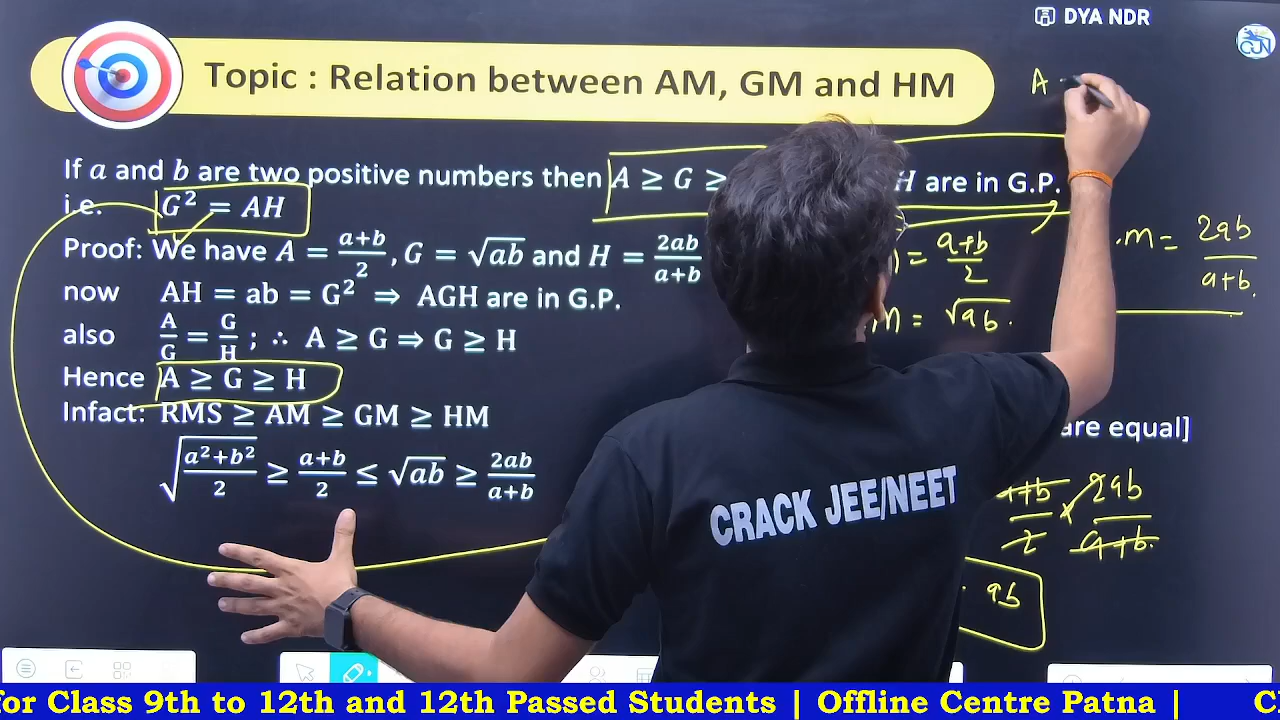 DYA NDR
Topic : Relation between AM, GM and HM
A
If a and b are two positive numbers then A ≥ G ≥ H are in G.P.
i.e. G² = AH
Proof: We have A = a+b/2, G = √ab and H = 2ab/a+b
= a+b/2
.m = 2ab/a+b.
now AH = ab = G² ⇒ AGH are in G.P.
m = √ab.
also A/G = G/H ; ∴ A ≥ G ⇒ G ≥ H
Hence A ≥ G ≥ H
Infact: RMS ≥ AM ≥ GM ≥ HM
are equal]
√a²+b²/2 ≥ a+b/2 ≤ √ab ≥ 2ab/a+b
a+b/2 × 2ab/a+b
ab
CRACK JEE/NEET
for Class 9th to 12th and 12th Passed Students | Offline Centre Patna |